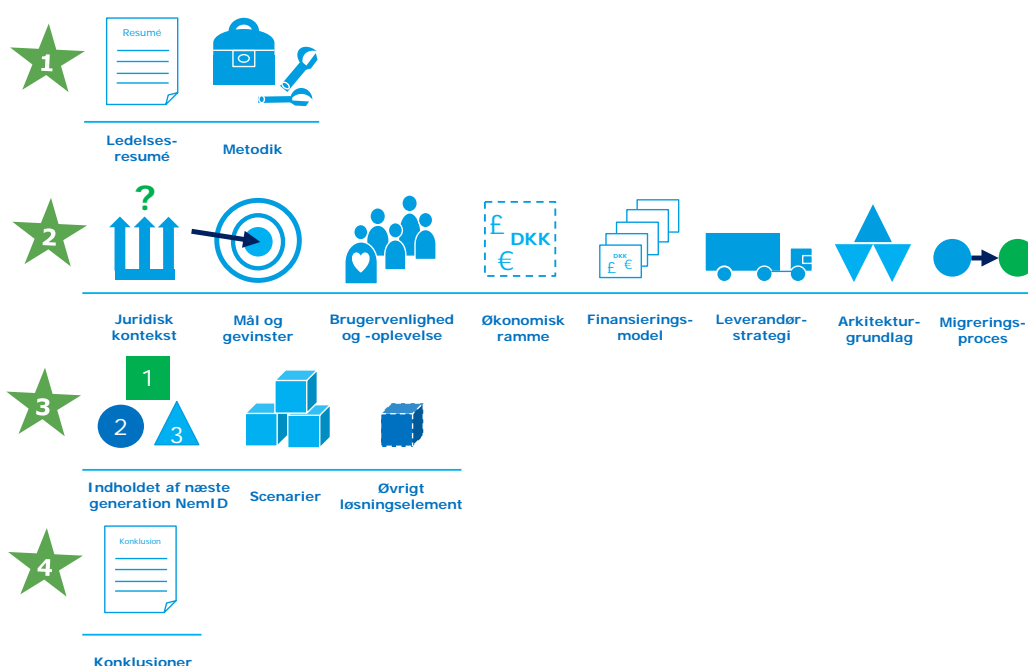 1
Resumé
Ledelses-
resumé
Metodik
2
?
£
DKK
€
DKK
£ €
Juridisk
kontekst
Mål og
gevinster
Brugervenlighed
og -oplevelse
Økonomisk
ramme
Finansierings-
model
Leverandør-
strategi
Arkitektur-
grundlag
Migrerings-
proces
3
1
2
3
Indholdet af næste
generation NemID
Scenarier
Øvrigt
løsningselement
4
Konklusion
Konklusioner